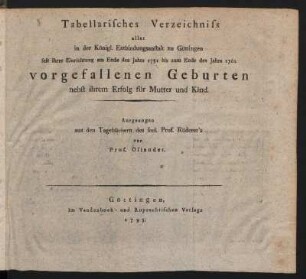 Tabellarisches Verzeichniss
aller
in der Königl. Entbindungsanstalt zu Göttingen
seit ihrer Einrichtung am Ende des Jahrs 1751 bis zum Ende des Jahrs 1762
vorgefallenen Geburten
nebst ihrem Erfolg für Mutter und Kind.
Ausgezogen
aus den Tagebüchern des sel. Prof. Röderer's
von
Prof. Osiander.
Göttingen,
Im Vandenhoek- und Ruprechtischen Verlage